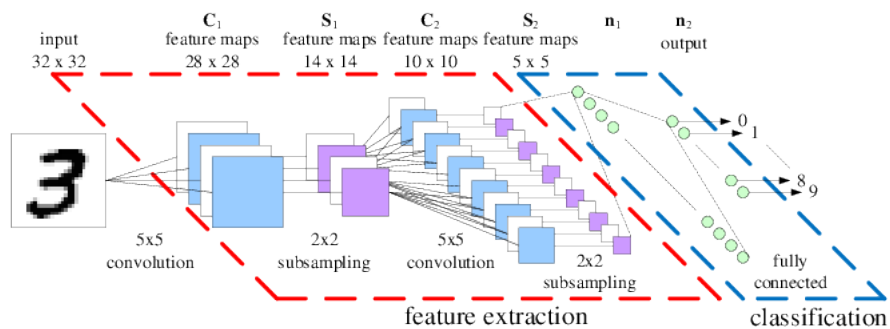 C1
S1
C2
S2
n1
n2
input
feature maps
feature maps
feature maps
feature maps
output
32 x 32
28 x 28
14 x 14
10 x 10
5 x 5
0
1
8
9
5x5
convolution
2x2
subsampling
5x5
convolution
2x2
subsampling
fully
connected
feature extraction
classification